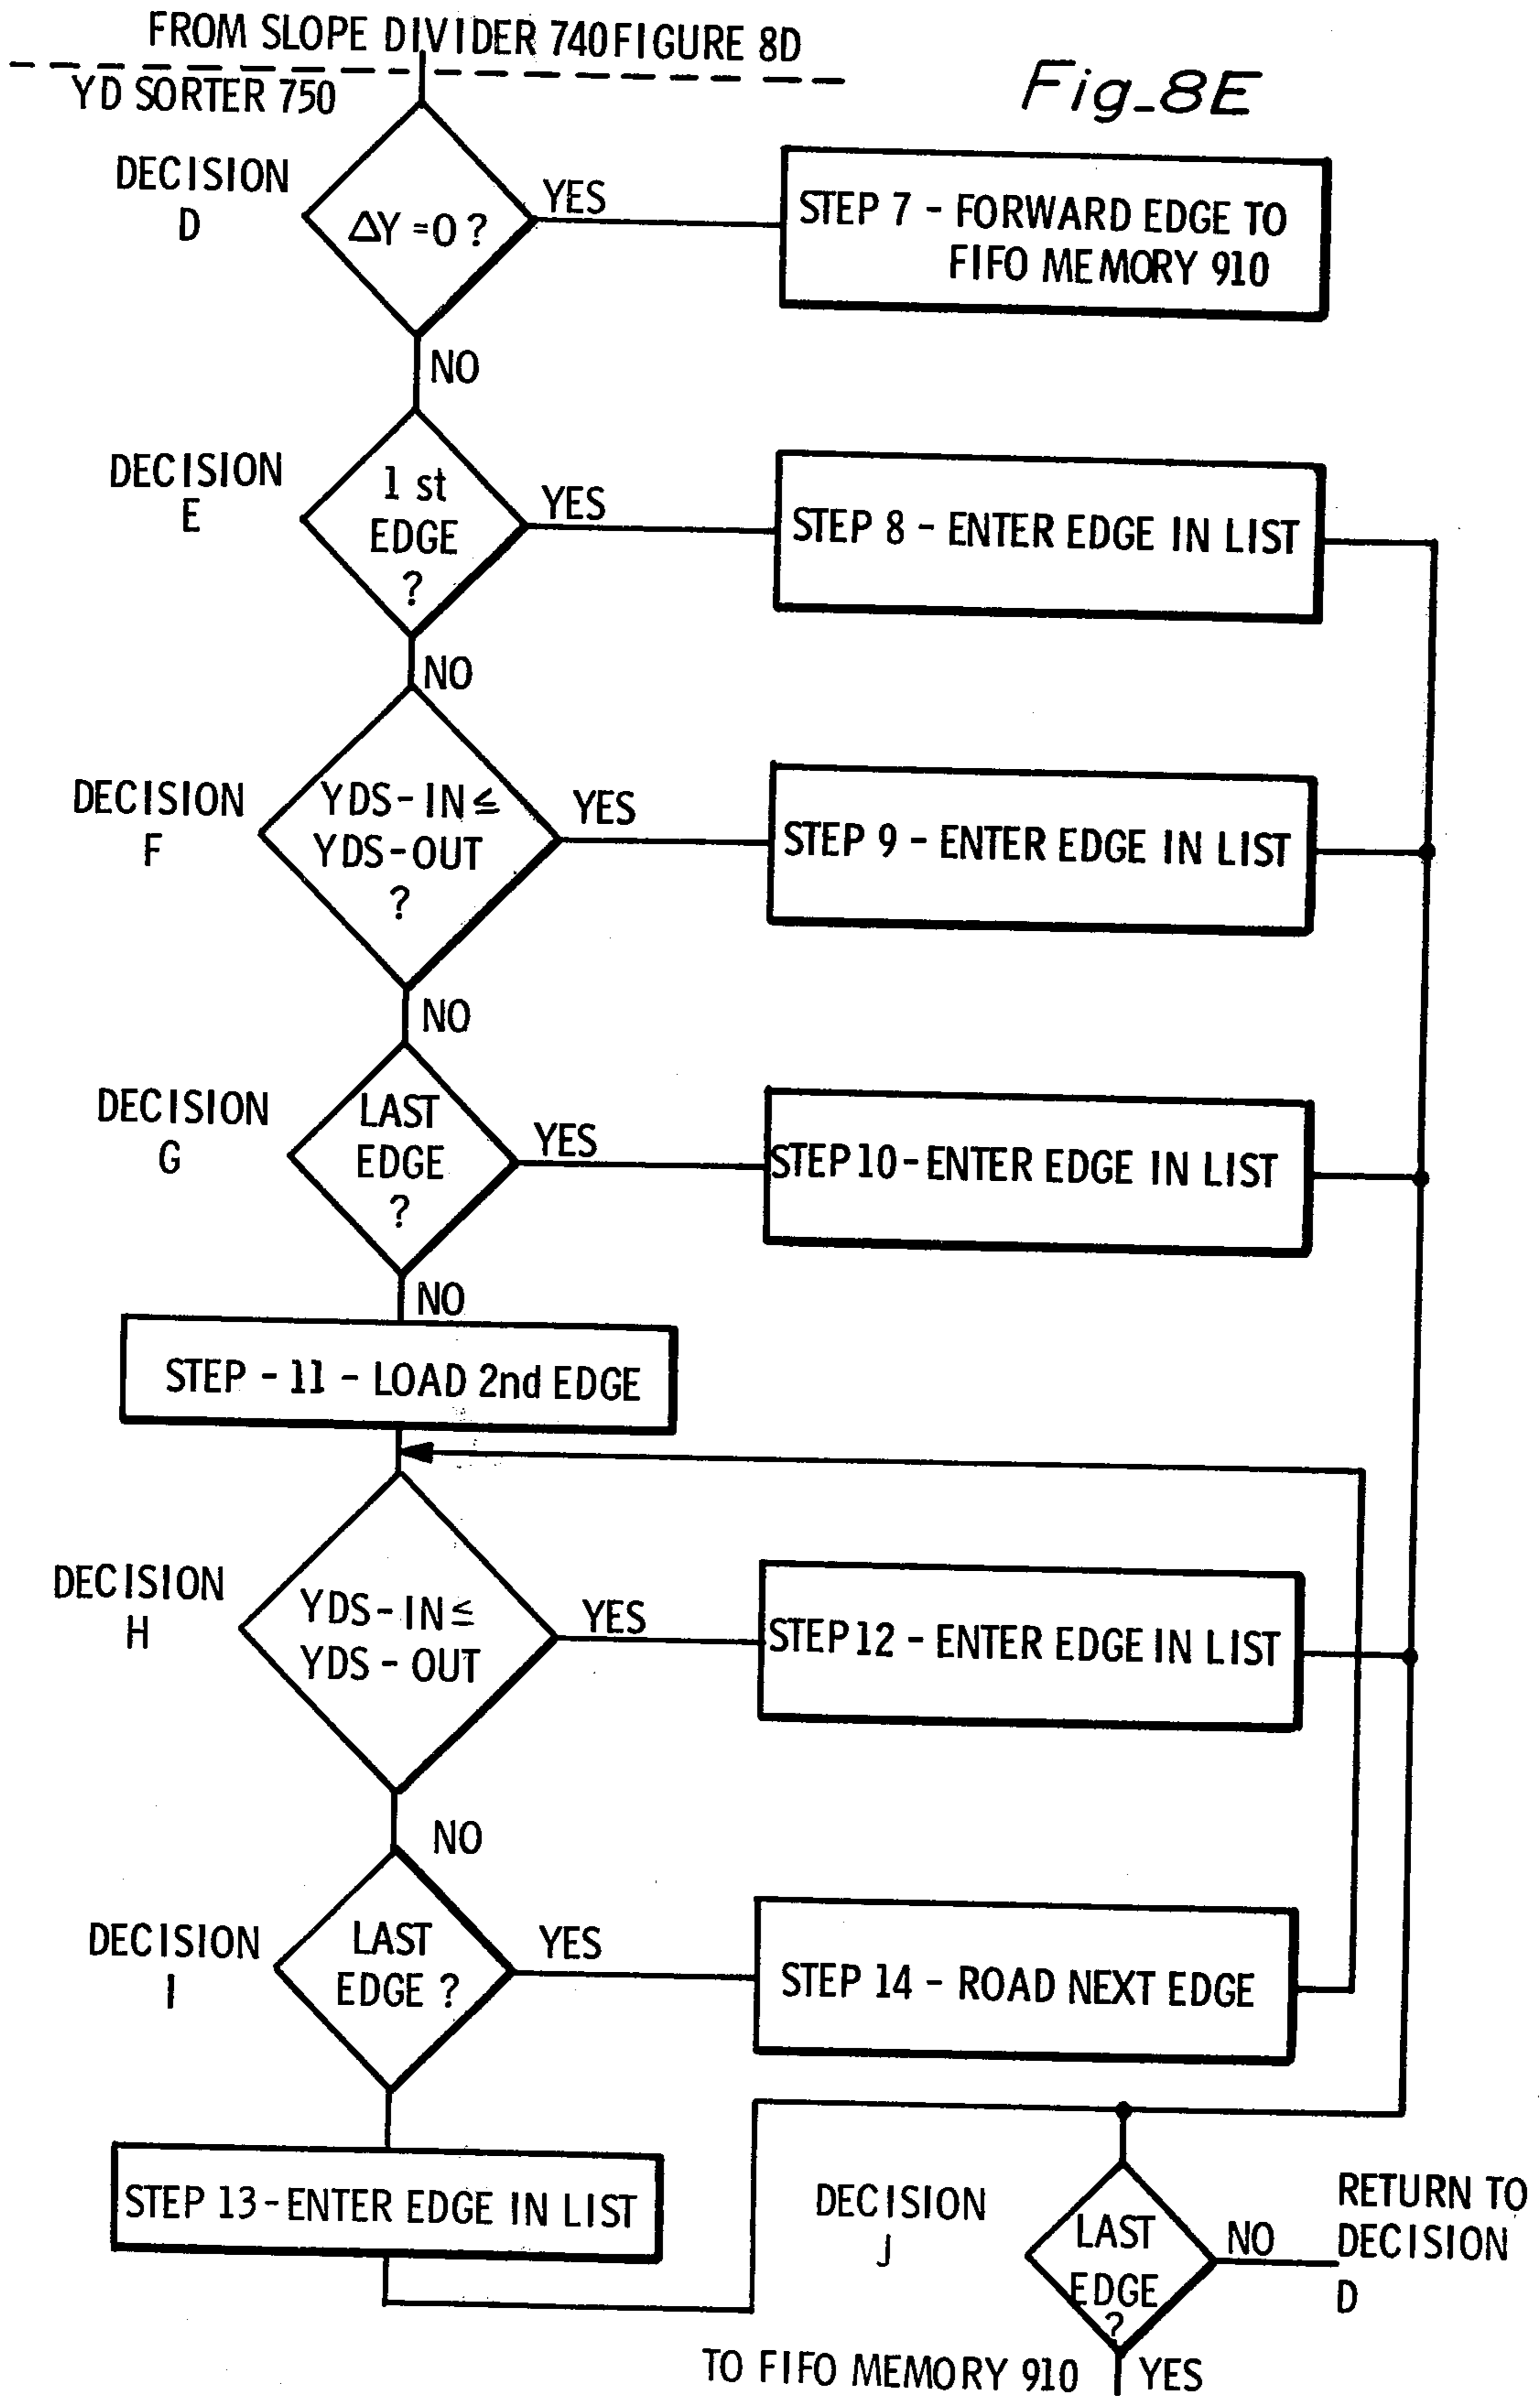 FROM SLOPE DIVIDER 740 FIGURE 8D
YD SORTER 750
Fig_8E
DECISION
D
ΔY =0 ?
YES
STEP 7 - FORWARD EDGE TO
FIFO MEMORY 910
NO
DECISION
E
1 st
EDGE
?
YES
STEP 8 - ENTER EDGE IN LIST
NO
DECISION
F
YDS-IN ≦
YDS-OUT
?
YES
STEP 9 - ENTER EDGE IN LIST
NO
DECISION
G
LAST
EDGE
?
YES
STEP 10 - ENTER EDGE IN LIST
NO
STEP - 11 - LOAD 2nd EDGE
DECISION
H
YDS-IN ≦
YDS - OUT
YES
STEP 12 - ENTER EDGE IN LIST
NO
DECISION
I
LAST
EDGE ?
YES
STEP 14 - ROAD NEXT EDGE
STEP 13-ENTER EDGE IN LIST
DECISION
J
LAST
EDGE
?
NO
RETURN TO
DECISION
D
TO FIFO MEMORY 910
YES